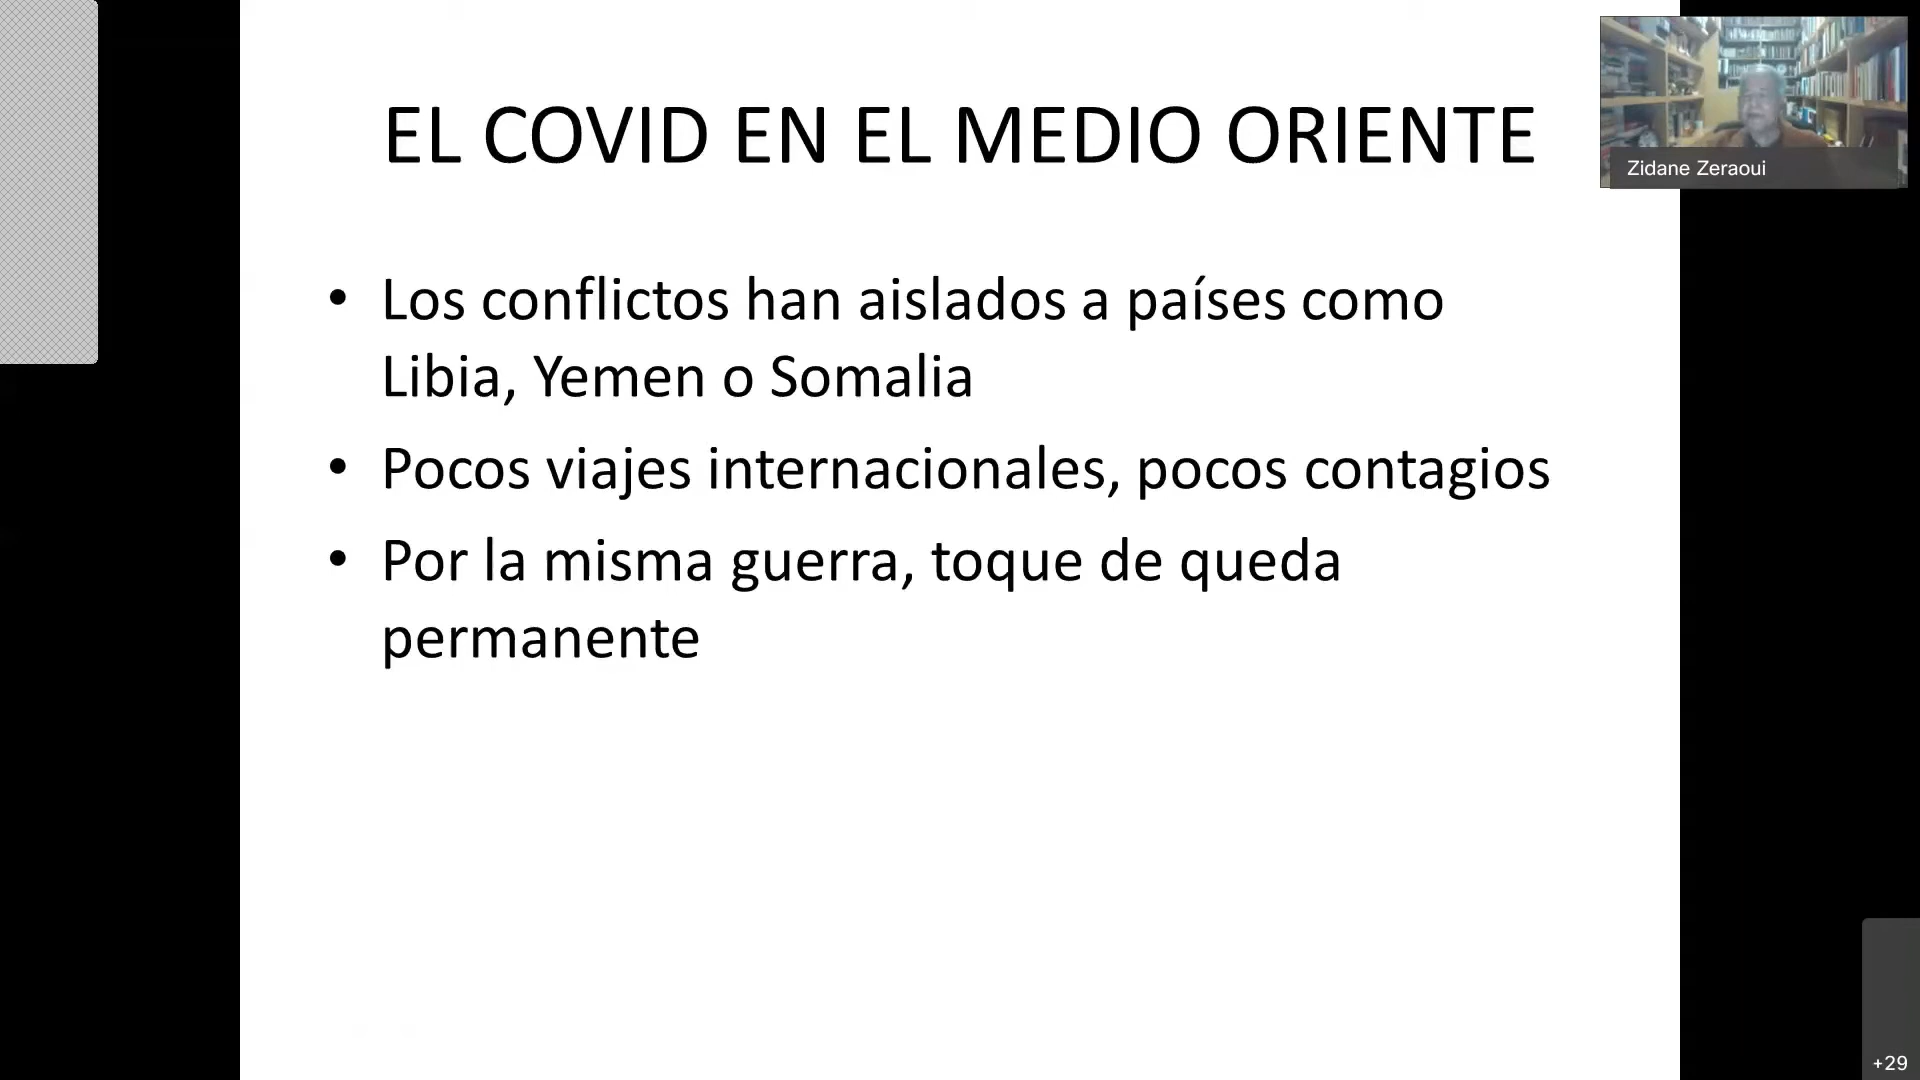 EL COVID EN EL MEDIO ORIENTE
Zidane Zeraoui
• Los conflictos han aislados a países como
Libia, Yemen o Somalia
• Pocos viajes internacionales, pocos contagios
• Por la misma guerra, toque de queda
permanente
+29